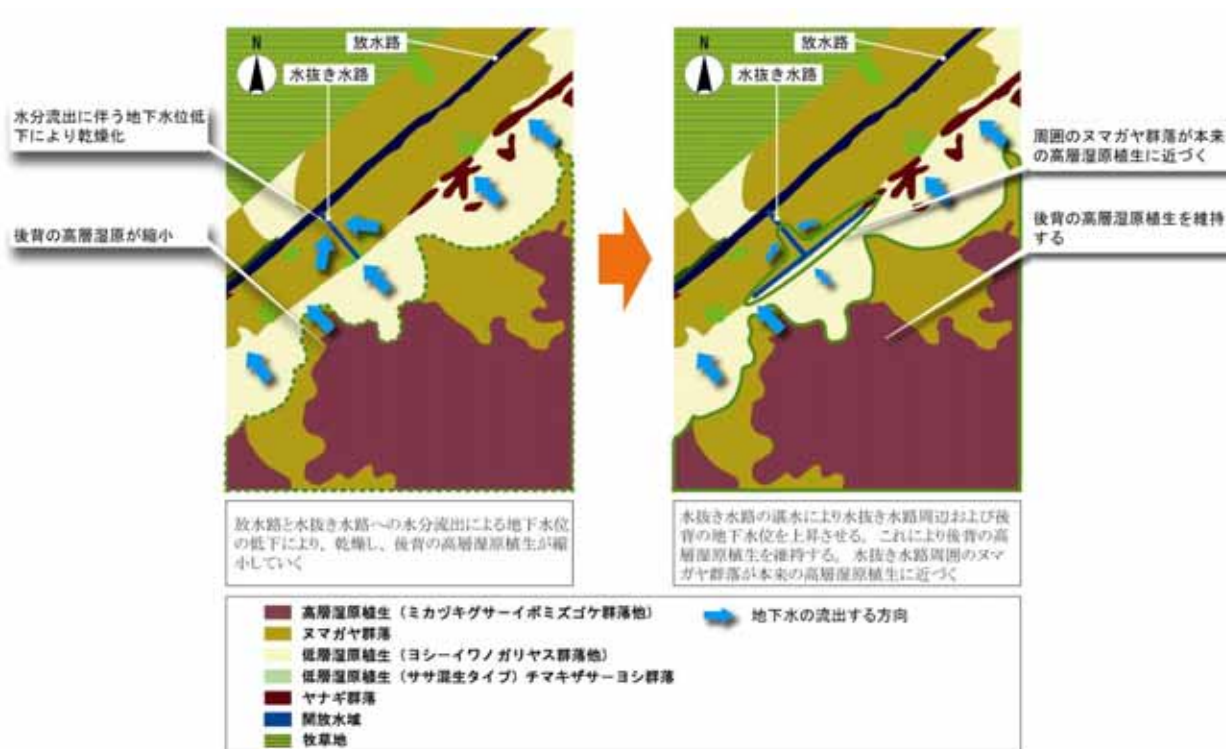 N
放水路
水抜き水路
水分流出に伴う地下水位低
下により乾燥化
後背の高層湿原が縮小
N
放水路
水抜き水路
周囲のヌマガヤ群落が本来
の高層湿原植生に近づく
後背の高層湿原植生を維持
する
放水路と水抜き水路への水分流出による地下水位
の低下により、乾燥し、後背の高層湿原植生が縮
小していく
水抜き水路の湛水により水抜き水路周辺および後
背の地下水位を上昇させる。これにより後背の高
層湿原植生を維持する。水抜き水路周囲のヌマ
ガヤ群落が本来の高層湿原植生に近づく
高層湿原植生（ミカヅキグサーイボミズゴケ群落他）
ヌマガヤ群落
低層湿原植生（ヨシーイワノガリヤス群落他）
低層湿原植生（ササ混生タイプ）チマキザサーヨシ群落
ヤナギ群落
開放水域
牧草地
地下水の流出する方向